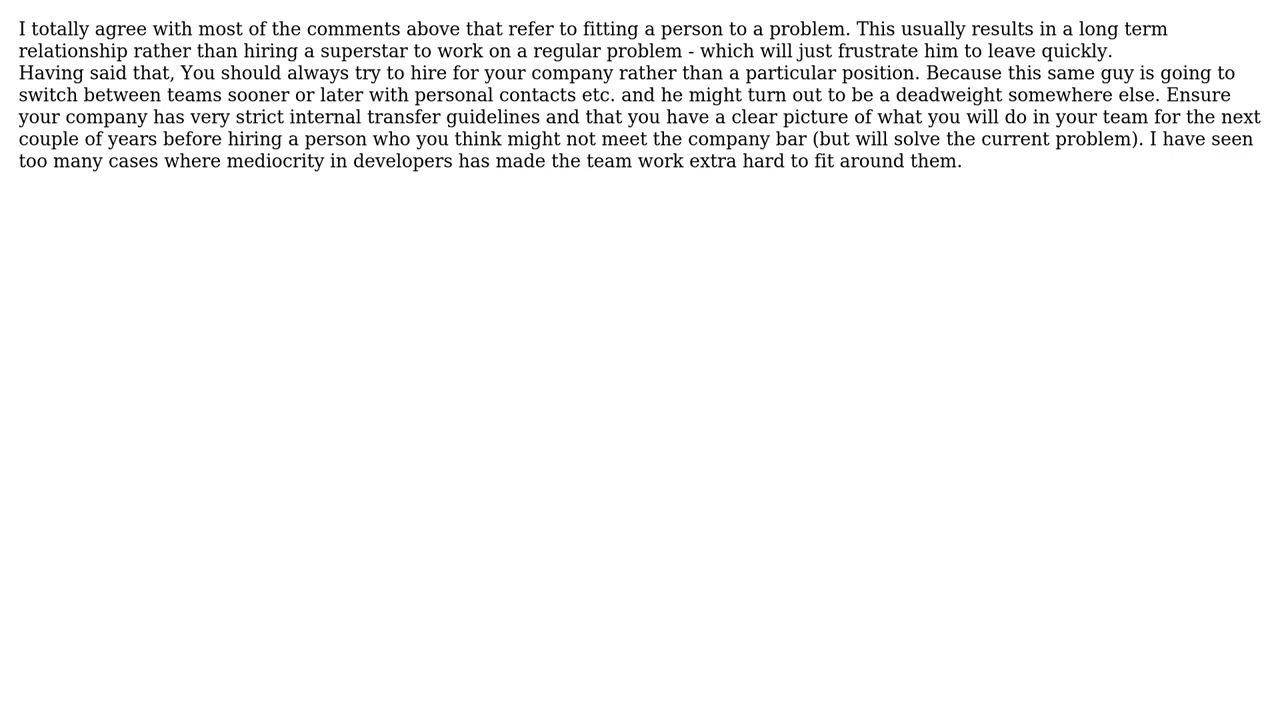 I totally agree with most of the comments above that refer to fitting a person to a problem. This usually results in a long term
relationship rather than hiring a superstar to work on a regular problem - which will just frustrate him to leave quickly.
Having said that, You should always try to hire for your company rather than a particular position. Because this same guy is going to
switch between teams sooner or later with personal contacts etc. and he might turn out to be a deadweight somewhere else. Ensure
your company has very strict internal transfer guidelines and that you have a clear picture of what you will do in your team for the next
couple of years before hiring a person who you think might not meet the company bar (but will solve the current problem). I have seen
too many cases where mediocrity in developers has made the team work extra hard to fit around them.